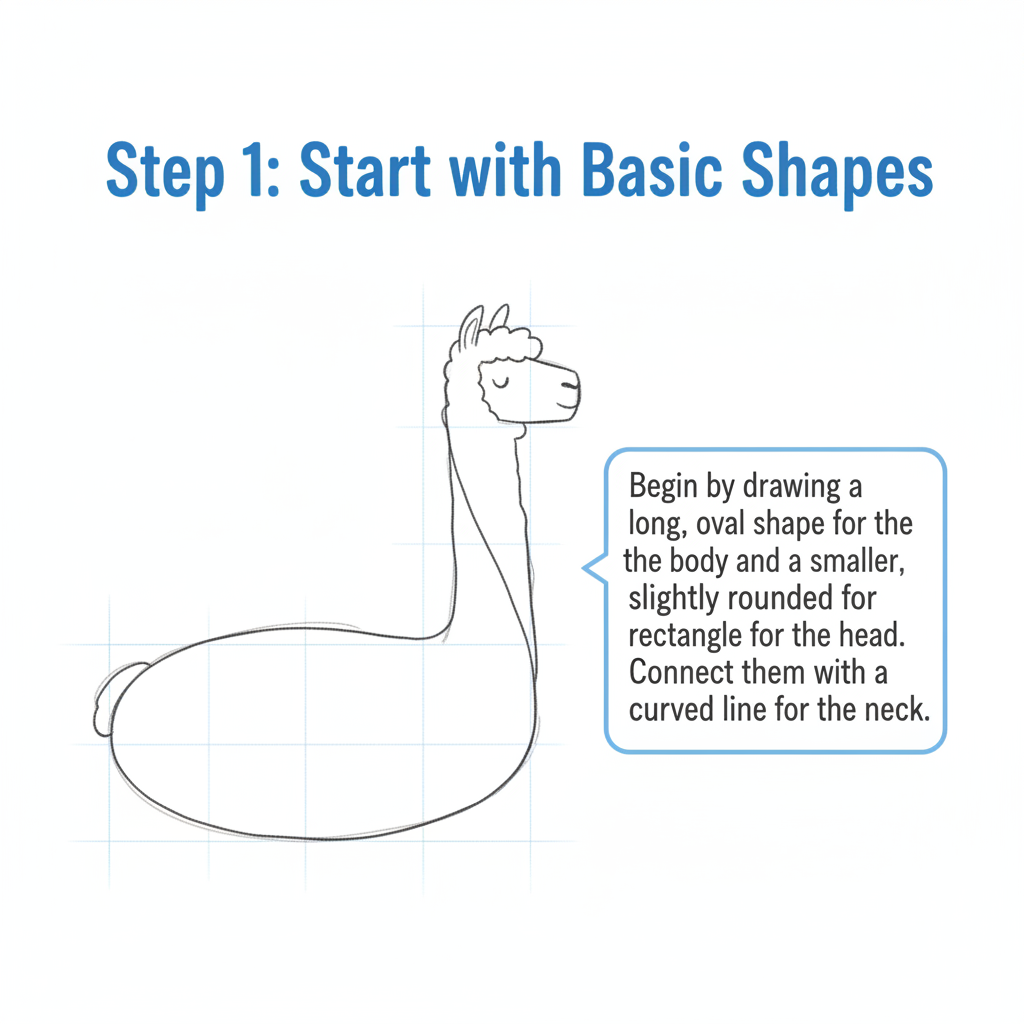 Step 1: Start with Basic Shapes
Begin by drawing a
long, oval shape for the
the body and a smaller,
slightly rounded for
rectangle for the head.
Connect them with a
curved line for the neck.